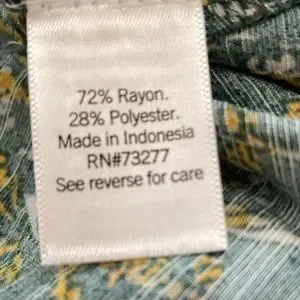 72% Rayon.
28% Polyester.
Made in Indonesia
RN#73277
See reverse for care